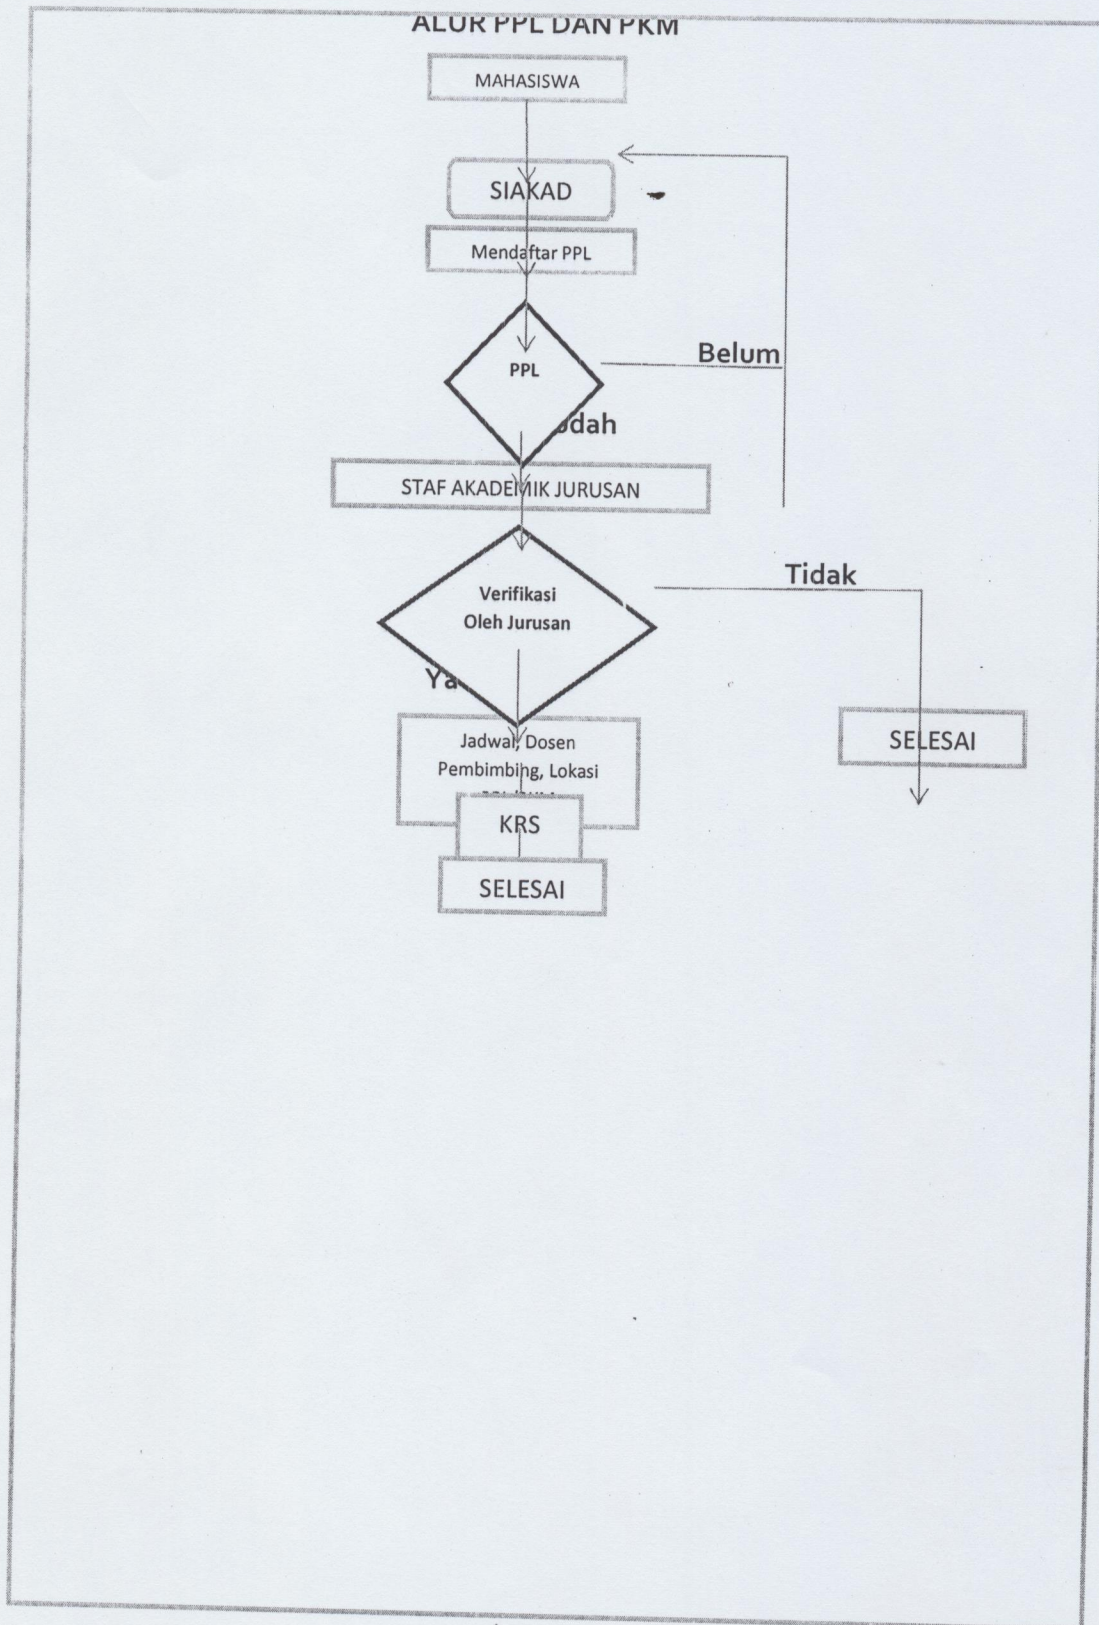 ALUR PPL DAN PKM
MAHASISWA
SIAKAD
Mendaftar PPL
PPL
Belum
STAF AKADEMIK JURUSAN
Verifikasi
Oleh Jurusan
Tidak
Ya
Jadwal, Dosen
Pembimbing, Lokasi
SELESAI
KRS
SELESAI